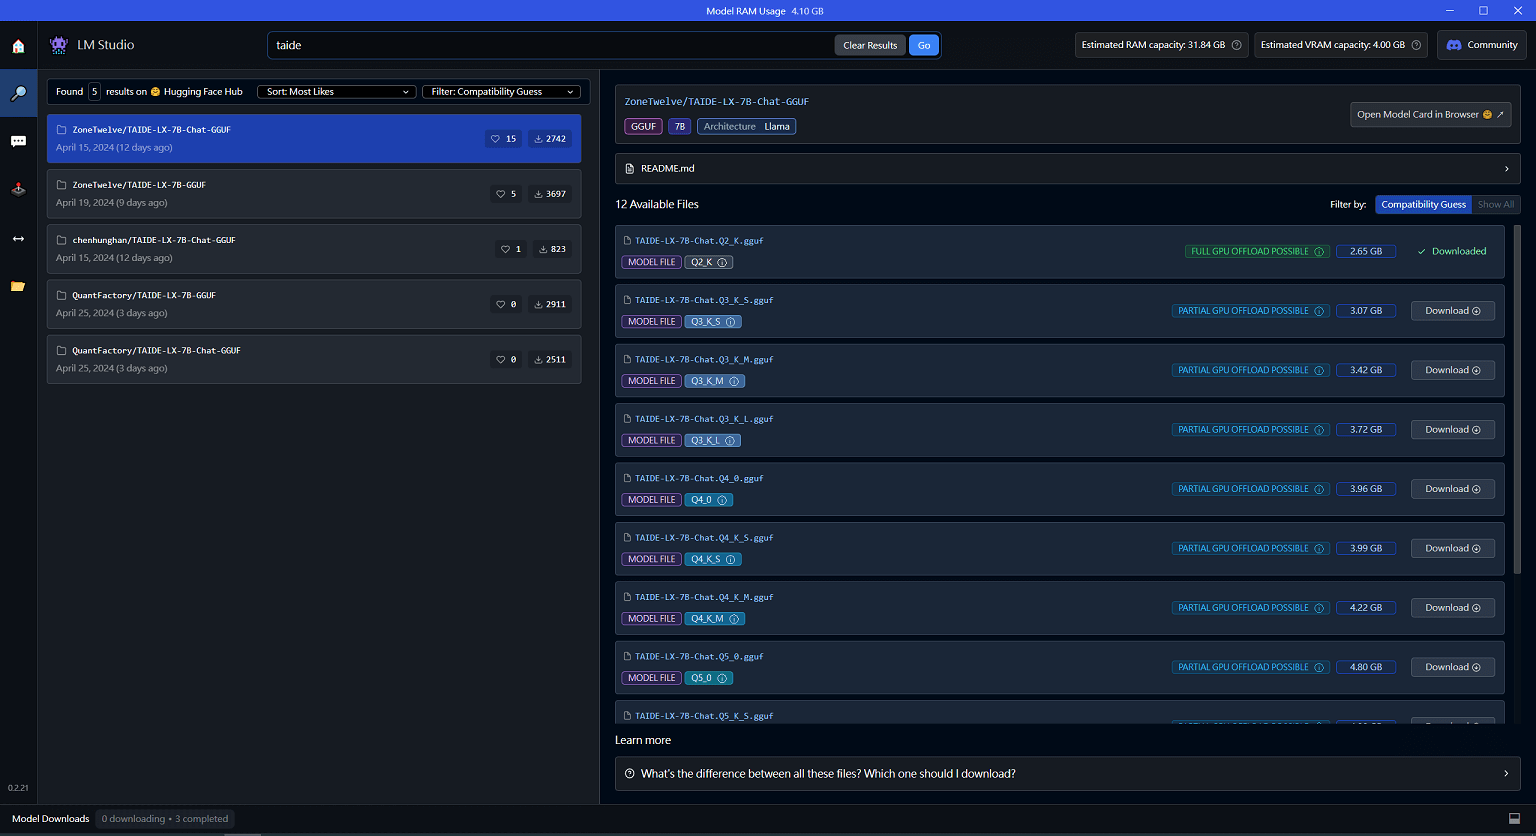 Model RAM Usage 4.10 GB
LM Studio
taide
Clear Results
Go
Estimated RAM capacity: 31.84 GB
Estimated VRAM capacity: 4.00 GB
Community
Found 5 results on 🤗 Hugging Face Hub
Sort: Most Likes
Filter: Compatibility Guess
ZoneTwelve/TAIDE-LX-7B-Chat-GGUF
April 15, 2024 (12 days ago)
15
2742
ZoneTwelve/TAIDE-LX-7B-GGUF
April 19, 2024 (9 days ago)
5
3697
chenhunghan/TAIDE-LX-7B-Chat-GGUF
April 15, 2024 (12 days ago)
1
823
QuantFactory/TAIDE-LX-7B-GGUF
April 25, 2024 (3 days ago)
0
2911
QuantFactory/TAIDE-LX-7B-Chat-GGUF
April 25, 2024 (3 days ago)
0
2511
ZoneTwelve/TAIDE-LX-7B-Chat-GGUF
GGUF
7B
Architecture Llama
Open Model Card in Browser 🤗 ↗
README.md
12 Available Files
Filter by:
Compatibility Guess
Show All
TAIDE-LX-7B-Chat.Q2_K.gguf
MODEL FILE
Q2_K
FULL GPU OFFLOAD POSSIBLE
2.65 GB
Downloaded
TAIDE-LX-7B-Chat.Q3_K_S.gguf
MODEL FILE
Q3_K_S
PARTIAL GPU OFFLOAD POSSIBLE
3.07 GB
Download
TAIDE-LX-7B-Chat.Q3_K_M.gguf
MODEL FILE
Q3_K_M
PARTIAL GPU OFFLOAD POSSIBLE
3.42 GB
Download
TAIDE-LX-7B-Chat.Q3_K_L.gguf
MODEL FILE
Q3_K_L
PARTIAL GPU OFFLOAD POSSIBLE
3.72 GB
Download
TAIDE-LX-7B-Chat.Q4_0.gguf
MODEL FILE
Q4_0
PARTIAL GPU OFFLOAD POSSIBLE
3.96 GB
Download
TAIDE-LX-7B-Chat.Q4_K_S.gguf
MODEL FILE
Q4_K_S
PARTIAL GPU OFFLOAD POSSIBLE
3.99 GB
Download
TAIDE-LX-7B-Chat.Q4_K_M.gguf
MODEL FILE
Q4_K_M
PARTIAL GPU OFFLOAD POSSIBLE
4.22 GB
Download
TAIDE-LX-7B-Chat.Q5_0.gguf
MODEL FILE
Q5_0
PARTIAL GPU OFFLOAD POSSIBLE
4.80 GB
Download
TAIDE-LX-7B-Chat.Q5_K_S.gguf
Learn more
What's the difference between all these files? Which one should I download?
0.2.21
Model Downloads
0 downloading • 3 completed